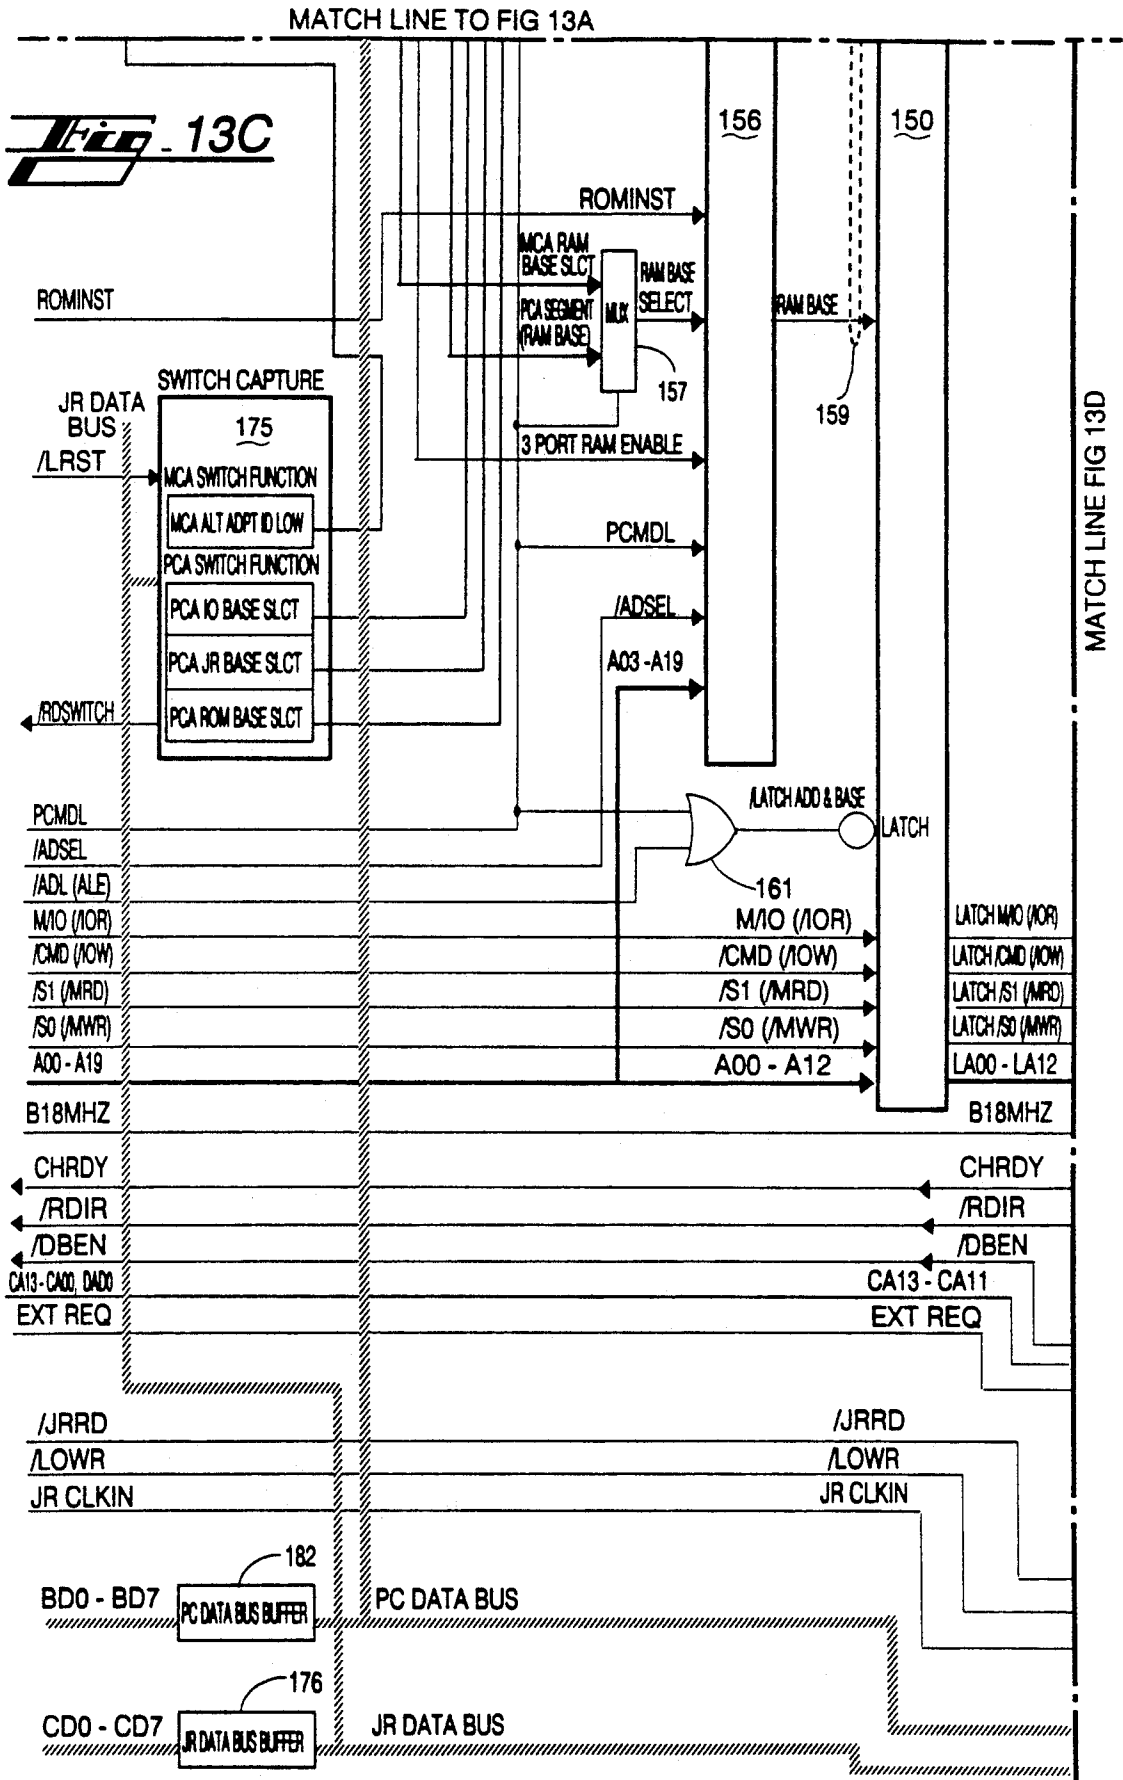 MATCH LINE TO FIG 13A
Fig_13C
156
150
ROMINST
MCA RAM
BASE SLCT
PCA SEGMENT
(RAM BASE)
MUX
RAM BASE
SELECT
RAM BASE
157
159
ROMINST
SWITCH CAPTURE
175
JR DATA
BUS
/LRST
MCA SWITCH FUNCTION
MCA ALT ADPT ID LOW
PCA SWITCH FUNCTION
PCA IO BASE SLCT
PCA JR BASE SLCT
PCA ROM BASE SLCT
/RDSWITCH
3 PORT RAM ENABLE
PCMDL
/ADSEL
A03 -A19
MATCH LINE FIG 13D
PCMDL
/LATCH ADD & BASE
LATCH
161
/ADSEL
/ADL (ALE)
M/IO (/IOR) M/IO (/IOR) LATCH M/IO (/IOR)
/CMD (/IOW) /CMD (/IOW) LATCH /CMD (/IOW)
/S1 (/MRD) /S1 (/MRD) LATCH /S1 (/MRD)
/S0 (/MWR) /S0 (/MWR) LATCH /S0 (/MWR)
A00 - A19 A00 - A12 LA00 - LA12
B18MHZ B18MHZ
CHRDY CHRDY
/RDIR /RDIR
/DBEN /DBEN
CA13 - CA00, DAD0 CA13 - CA11
EXT REQ EXT REQ
/JRRD /JRRD
/LOWR /LOWR
JR CLKIN JR CLKIN
182
BD0 - BD7 PC DATA BUS BUFFER PC DATA BUS
176
CD0 - CD7 JR DATA BUS BUFFER JR DATA BUS